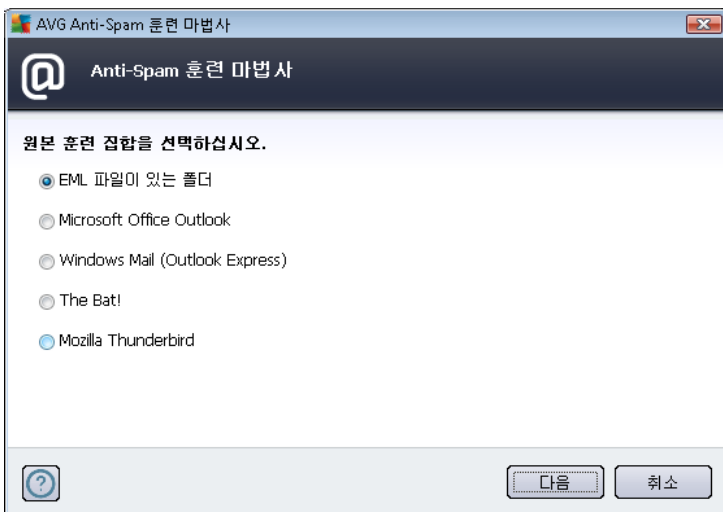 AVG Anti-Spam 훈련 마법사
Anti-Spam 훈련 마법사
원본 훈련 집합을 선택하십시오.
EML 파일이 있는 폴더
Microsoft Office Outlook
Windows Mail (Outlook Express)
The Bat!
Mozilla Thunderbird
다음
취소